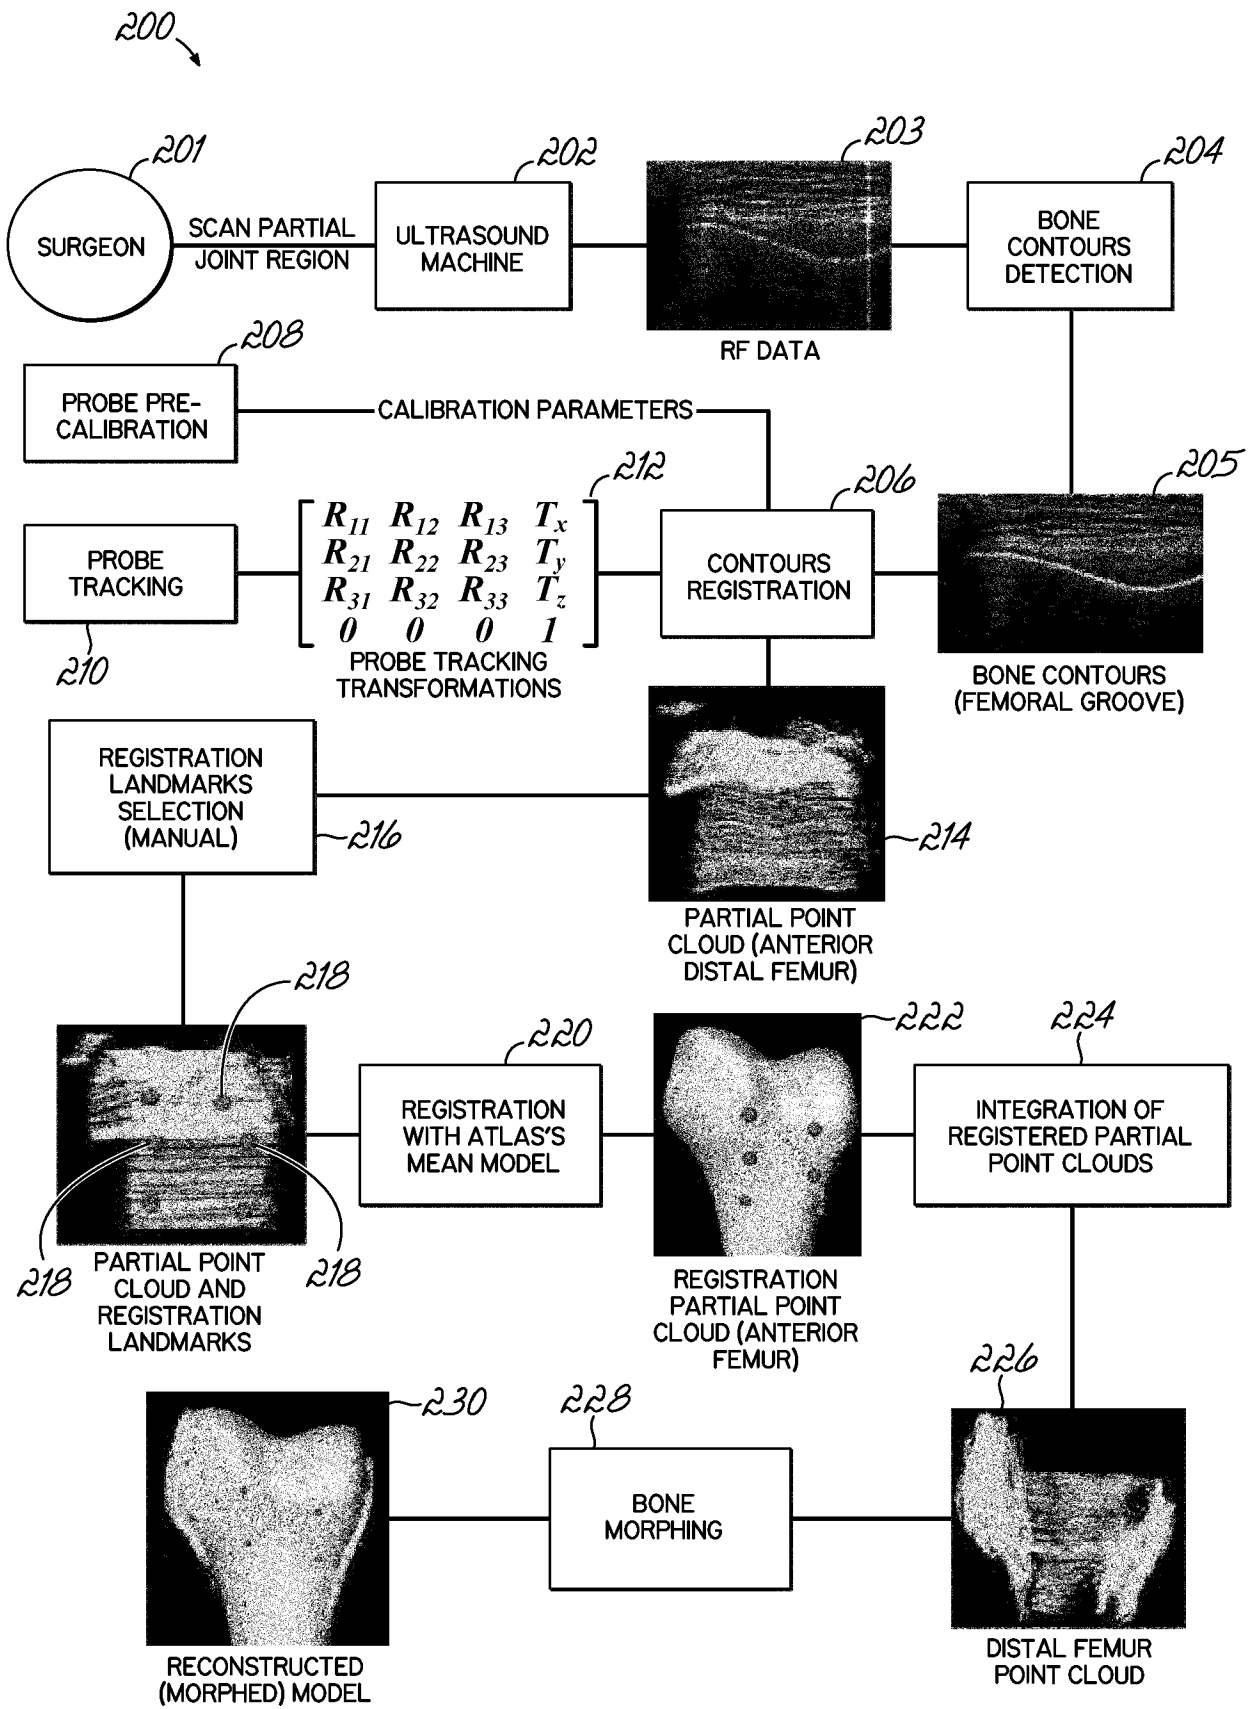 200
201
SURGEON
SCAN PARTIAL
JOINT REGION
202
ULTRASOUND
MACHINE
203
RF DATA
204
BONE
CONTOURS
DETECTION
208
PROBE PRE-
CALIBRATION
CALIBRATION PARAMETERS
205
BONE CONTOURS
(FEMORAL GROOVE)
206
CONTOURS
REGISTRATION
212
R11 R12 R13 Tx
R21 R22 R23 Ty
R31 R32 R33 Tz
0 0 0 1
PROBE TRACKING
TRANSFORMATIONS
PROBE
TRACKING
210
214
PARTIAL POINT
CLOUD (ANTERIOR
DISTAL FEMUR)
REGISTRATION
LANDMARKS
SELECTION
(MANUAL)
216
218
218
218
PARTIAL POINT
CLOUD AND
REGISTRATION
LANDMARKS
220
REGISTRATION
WITH ATLAS'S
MEAN MODEL
222
REGISTRATION
PARTIAL POINT
CLOUD (ANTERIOR
FEMUR)
224
INTEGRATION OF
REGISTERED PARTIAL
POINT CLOUDS
226
DISTAL FEMUR
POINT CLOUD
228
BONE
MORPHING
230
RECONSTRUCTED
(MORPHED) MODEL